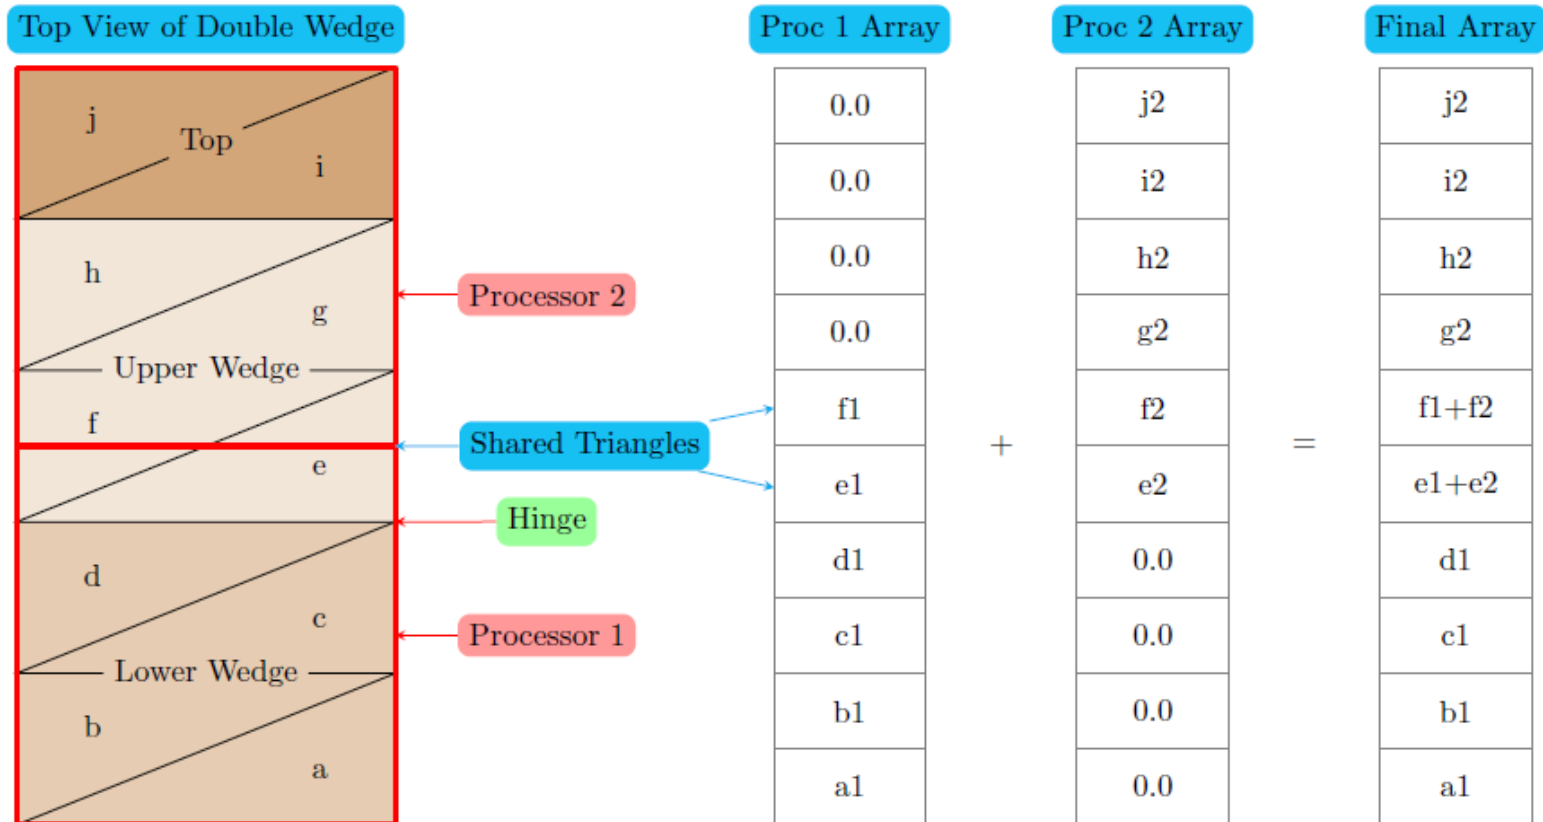 Top View of Double Wedge
Proc 1 Array
Proc 2 Array
Final Array
j
Top
i
h
g
Upper Wedge
f
e
d
c
Lower Wedge
b
a
Processor 2
Shared Triangles
Hinge
Processor 1
0.0
0.0
0.0
0.0
f1
e1
d1
c1
b1
a1
+
j2
i2
h2
g2
f2
e2
0.0
0.0
0.0
0.0
=
j2
i2
h2
g2
f1+f2
e1+e2
d1
c1
b1
a1